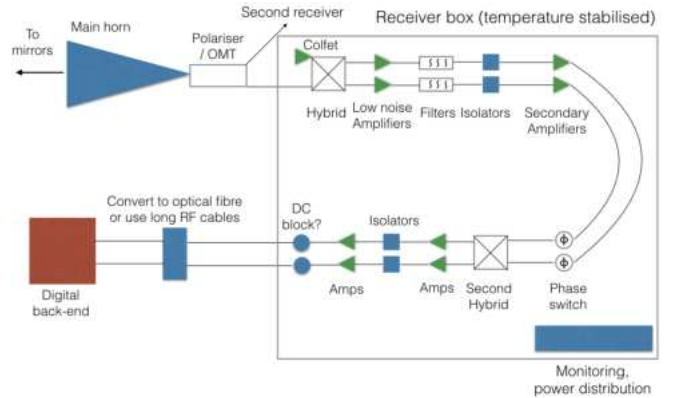 Second receiver
Receiver box (temperature stabilised)
To
mirrors
Main horn
Polariser
/ OMT
Colfet
Hybrid
Low noise
Amplifiers
Filters
Isolators
Secondary
Amplifiers
Convert to optical fibre
or use long RF cables
DC
block?
Isolators
Φ
Φ
Digital
back-end
Amps
Amps
Second
Hybrid
Phase
switch
Monitoring,
power distribution